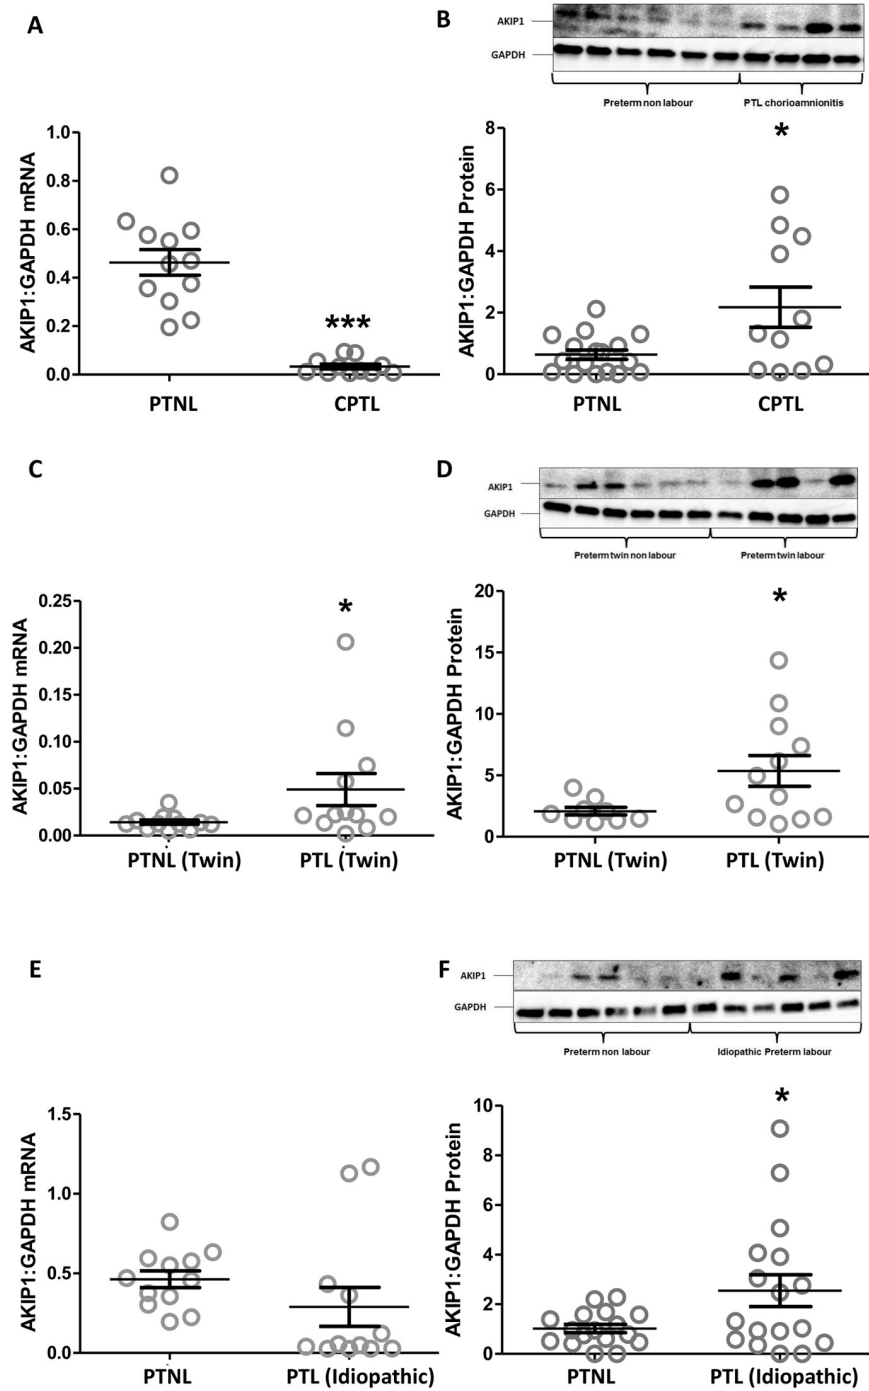 A
AKIP1:GAPDH mRNA
1.0
0.8
0.6
0.4
0.2
0.0
***
PTNL
CPTL
B
AKIP1
GAPDH
Preterm non labour
PTL chorioamnionitis
AKIP1:GAPDH Protein
8
6
4
2
0
*
PTNL
CPTL
C
AKIP1:GAPDH mRNA
0.25
0.20
0.15
0.10
0.05
0.00
*
PTNL (Twin)
PTL (Twin)
D
AKIP1
GAPDH
Preterm twin non labour
Preterm twin labour
AKIP1:GAPDH Protein
20
15
10
5
0
*
PTNL (Twin)
PTL (Twin)
E
AKIP1:GAPDH mRNA
1.5
1.0
0.5
0.0
PTNL
PTL (Idiopathic)
F
AKIP1
GAPDH
Preterm non labour
Idiopathic Preterm labour
AKIP1:GAPDH Protein
10
8
6
4
2
0
*
PTNL
PTL (Idiopathic)